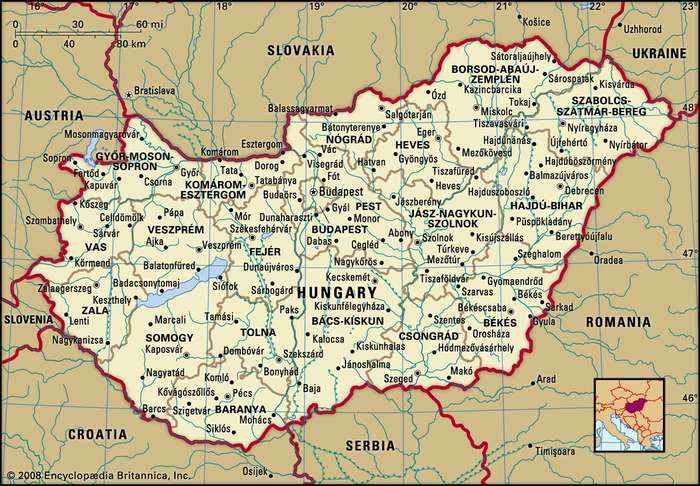 16
17
18
19
20
21
22
23
0
30
60 mi
0
40
80 km
Košice
Uzhhorod
SLOVAKIA
UKRAINE
Sátoraljaújhely
BORSOD-ABAÚJ-
ZEMPLÉN
Sárospatak
Kisvárda
Ózd
Kazincbarcika
Bratislava
Tokaj
SZABOLCS-
SZATMÁR-BEREG
48
Balassagyarmat
Salgótarján
Miskolc
AUSTRIA
Bátonyterenye
Tiszavasvári
Nyíregyháza
Mosonmagyaróvár
Esztergom
NÓGRÁD
Eger
Hajdúnánás
Újfehértó
Nyírbátor
Komárom
Vác
HEVES
Mezőkövesd
Sopron
GYŐR-MOSON-
SOPRON
Győr
Tata
Dorog
Visegrád
Hatvan
Gyöngyös
Hajdúböszörmény
Fertőd
Fót
Tiszafüred
Balmazújváros
Kapuvár
Csorna
KOMÁROM-
ESZTERGOM
Tatabánya
Budapest
Heves
Hajduszoboszló
Debrecen
Kőszeg
Budaörs
Jászberény
Pápa
Mór
Gyál
PEST
JÁSZ-NAGYKUN-
SZOLNOK
HAJDÚ-BIHAR
Szombathely
Celldömölk
Dunaharaszti
Monor
Püspökladány
Sárvár
VESZPRÉM
Székesfehérvár
BUDAPEST
Abony
Szolnok
Kisújszállás
Berettyóújfalu
VAS
Ajka
Veszprém
FEJÉR
Dabas
Cegléd
Túrkeve
47
Körmend
Balatonfüred
Dunaújváros
Nagykőrös
Mezőtúr
Szeghalom
Oradea
Zalaegerszeg
Badacsonytomaj
Siófok
Sárbogárd
Kecskemét
Tiszaföldvár
Gyomaendrőd
Keszthely
HUNGARY
Szarvas
Békés
ZALA
Paks
Kiskunfélegyháza
Békéscsaba
Sarkad
SLOVENIA
Lenti
Marcali
Tamási
BÁCS-KISKUN
Szentes
BÉKÉS
Gyula
ROMANIA
Nagykanizsa
SOMOGY
TOLNA
Kalocsa
CSONGRÁD
Orosháza
Kaposvár
Dombóvár
Szekszárd
Kiskunhalas
Hódmezővásárhely
Nagyatád
Bonyhád
Jánoshalma
Komló
Makó
Kővágószőllős
Pécs
Baja
Szeged
Arad
Barcs
Szigetvár
BARANYA
46
Siklós
Mohács
CROATIA
SERBIA
Timişoara
Osijek
© 2008 Encyclopædia Britannica, Inc.